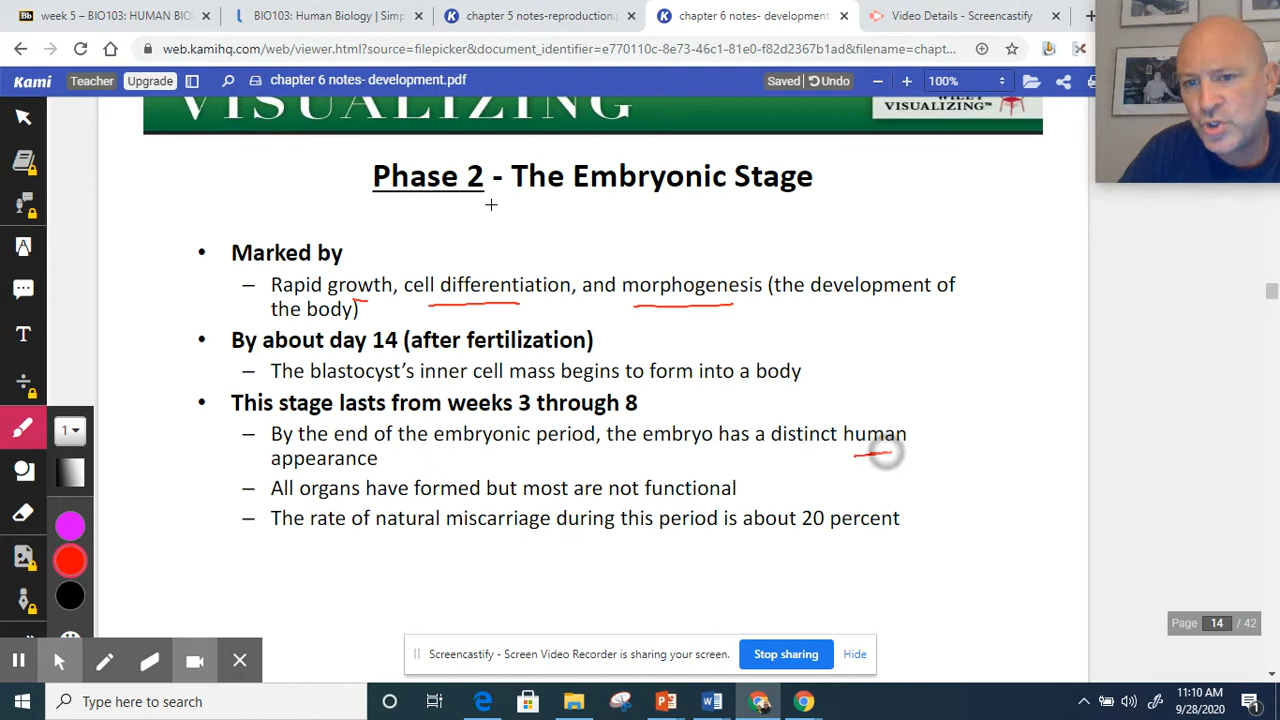 week 5 – BIO103: HUMAN BIO
BIO103: Human Biology | Simp
chapter 5 notes-reproduction.
chapter 6 notes- development
Video Details - Screencastify
web.kamihq.com/web/viewer.html?source=filepicker&document_identifier=e770110c-8e73-46c1-81e0-f82d2367b1ad&filename=chapt...
Kami Teacher Upgrade chapter 6 notes- development.pdf Saved Undo 100%
VISUALIZING
VISUALIZING™
Phase 2 - The Embryonic Stage
• Marked by
– Rapid growth, cell differentiation, and morphogenesis (the development of
the body)
• By about day 14 (after fertilization)
– The blastocyst’s inner cell mass begins to form into a body
• This stage lasts from weeks 3 through 8
– By the end of the embryonic period, the embryo has a distinct human
appearance
– All organs have formed but most are not functional
– The rate of natural miscarriage during this period is about 20 percent
1
Page 14 / 42
Screencastify - Screen Video Recorder is sharing your screen. Stop sharing Hide
Type here to search
11:10 AM
9/28/2020